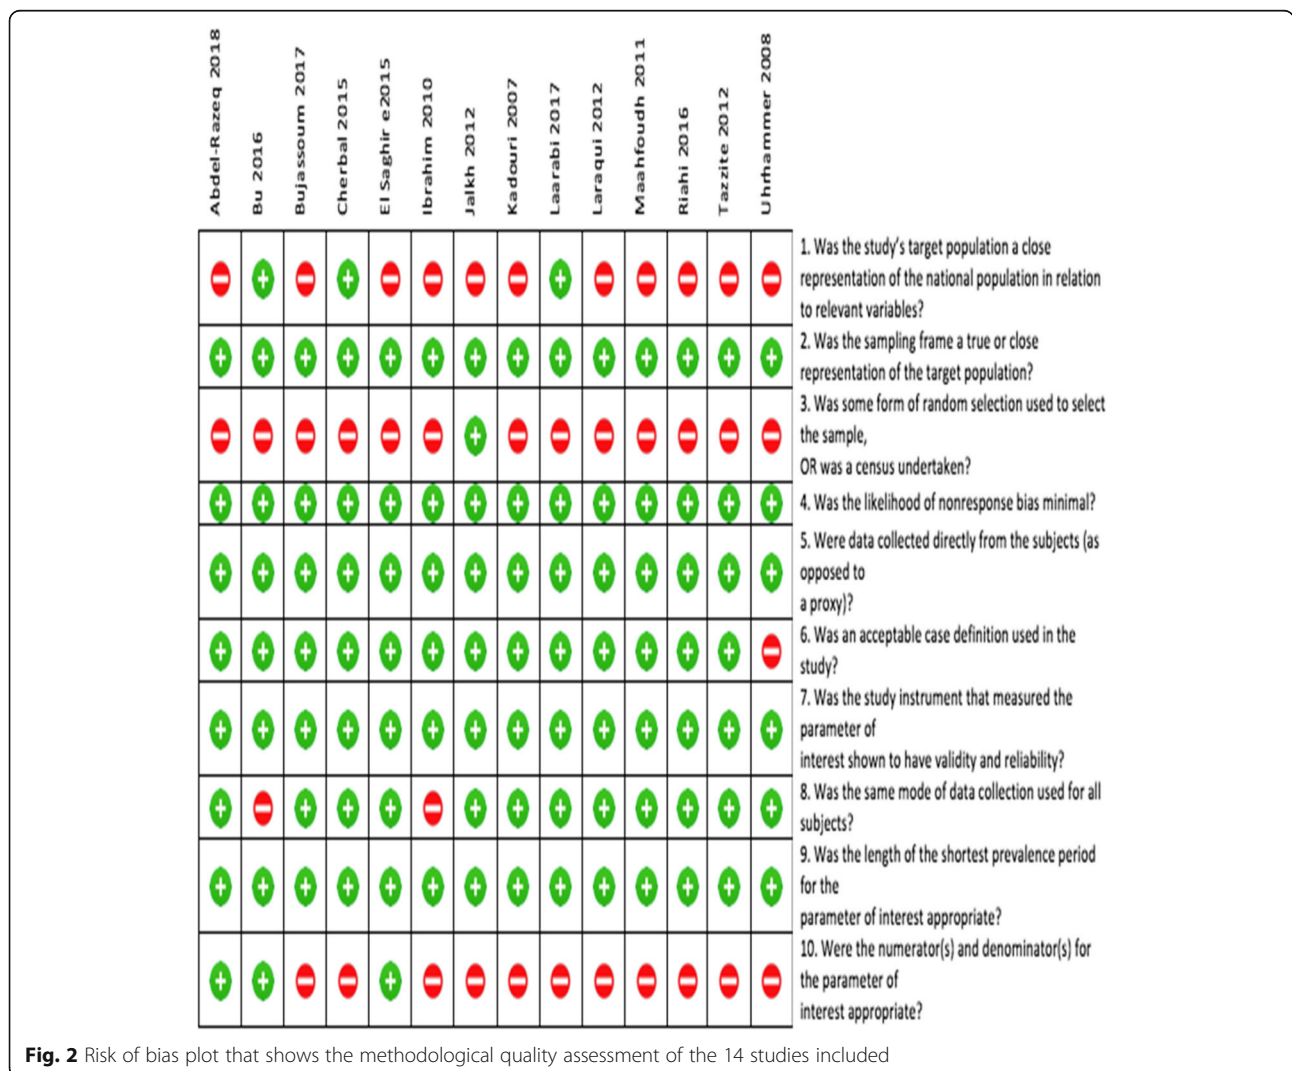 Abdel-Razeq 2018
Bu 2016
Bujassoum 2017
Cherbal 2015
El Saghir e2015
Ibrahim 2010
Jalkh 2012
Kadouri 2007
Laarabi 2017
Laraqui 2012
Maahfoudh 2011
Riahi 2016
Tazzite 2012
Uhrhammer 2008
1. Was the study's target population a close
representation of the national population in relation
to relevant variables?
2. Was the sampling frame a true or close
representation of the target population?
3. Was some form of random selection used to select
the sample,
OR was a census undertaken?
4. Was the likelihood of nonresponse bias minimal?
5. Were data collected directly from the subjects (as
opposed to
a proxy)?
6. Was an acceptable case definition used in the
study?
7. Was the study instrument that measured the
parameter of
interest shown to have validity and reliability?
8. Was the same mode of data collection used for all
subjects?
9. Was the length of the shortest prevalence period
for the
parameter of interest appropriate?
10. Were the numerator(s) and denominator(s) for
the parameter of
interest appropriate?
Fig. 2 Risk of bias plot that shows the methodological quality assessment of the 14 studies included